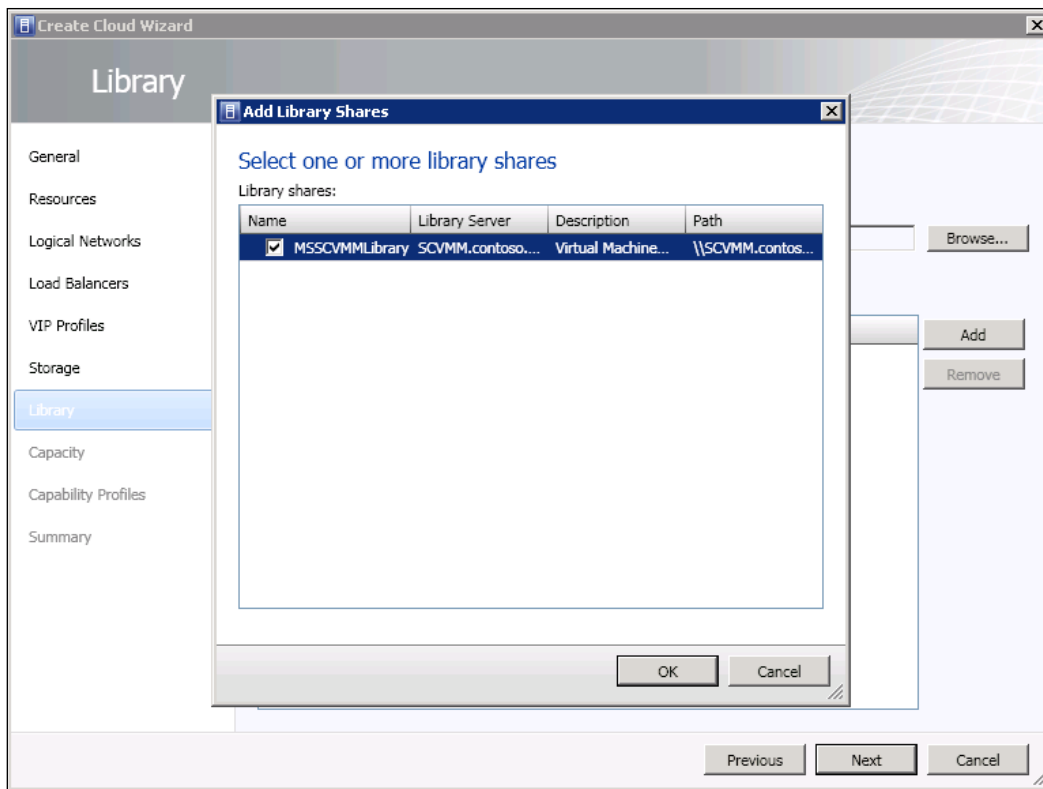 Create Cloud Wizard
Library
Add Library Shares
General
Resources
Logical Networks
Load Balancers
VIP Profiles
Storage
Library
Capacity
Capability Profiles
Summary
Select one or more library shares
Library shares:
Name Library Server Description Path
MSSCVMMLibrary SCVMM.contoso.... Virtual Machine... \\SCVMM.contos...
OK Cancel
Browse...
Add
Remove
Previous Next Cancel